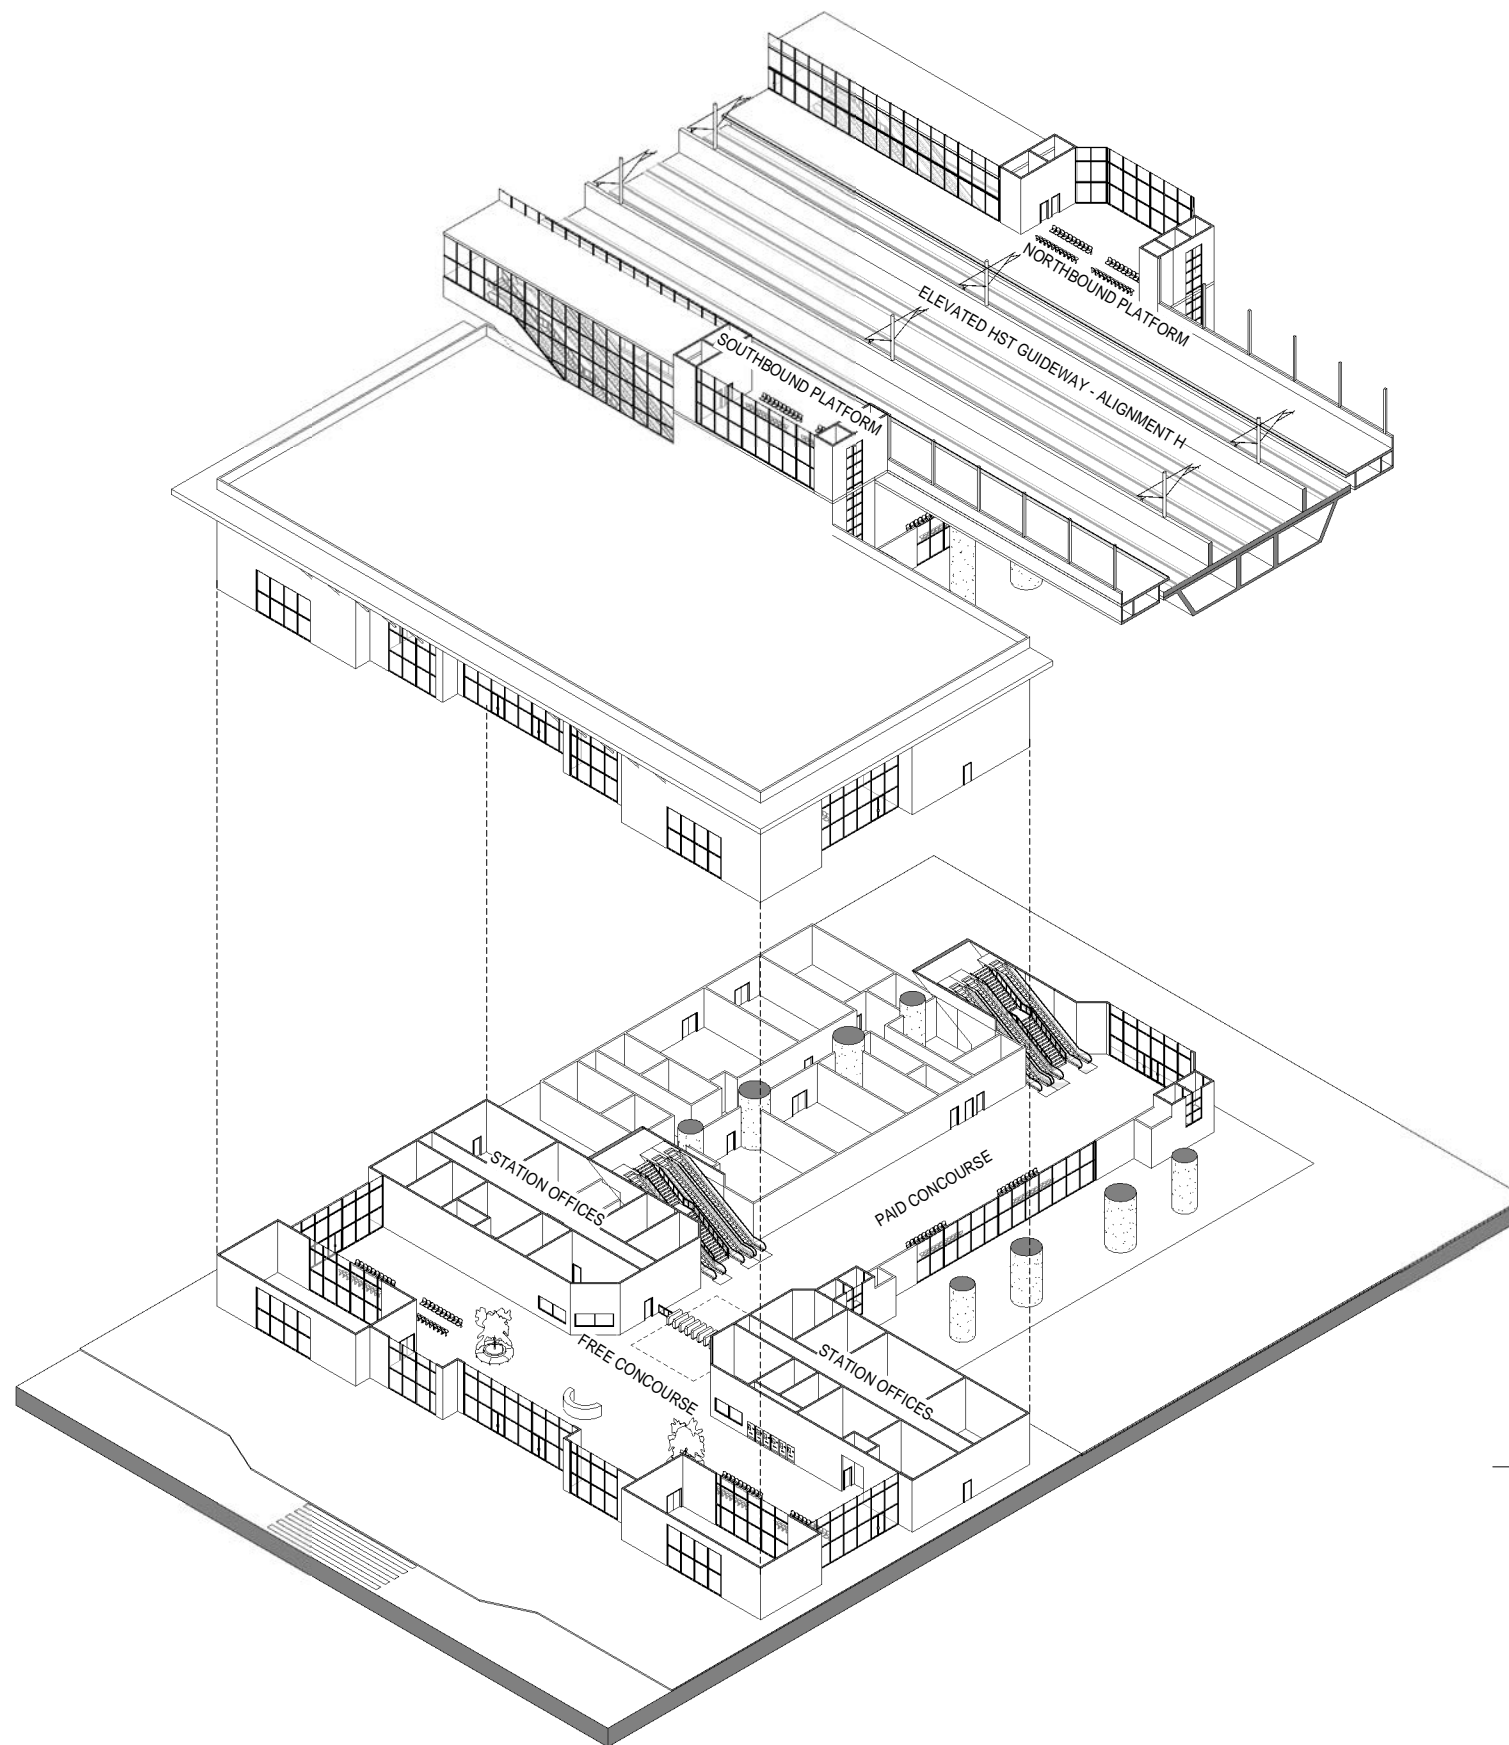 NORTHBOUND PLATFORM
ELEVATED HST GUIDEWAY - ALIGNMENT H
SOUTHBOUND PLATFORM
STATION OFFICES
PAID CONCOURSE
FREE CONCOURSE
STATION OFFICES